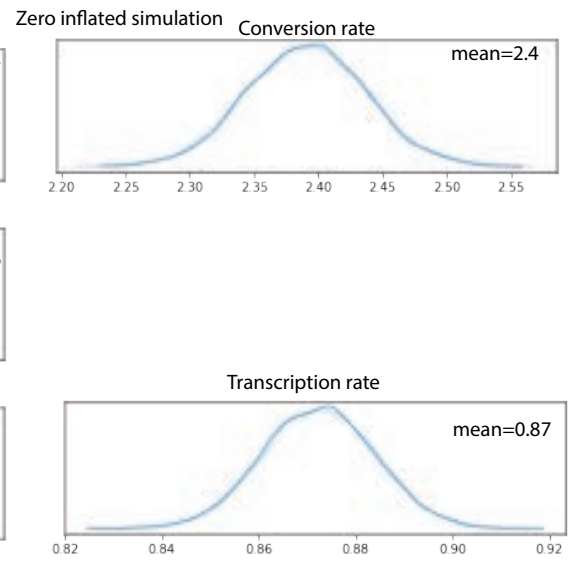 Zero inflated simulation
Conversion rate
mean=2.4
2.20 2.25 2.30 2.35 2.40 2.45 2.50 2.55
Transcription rate
mean=0.87
0.82 0.84 0.86 0.88 0.90 0.92